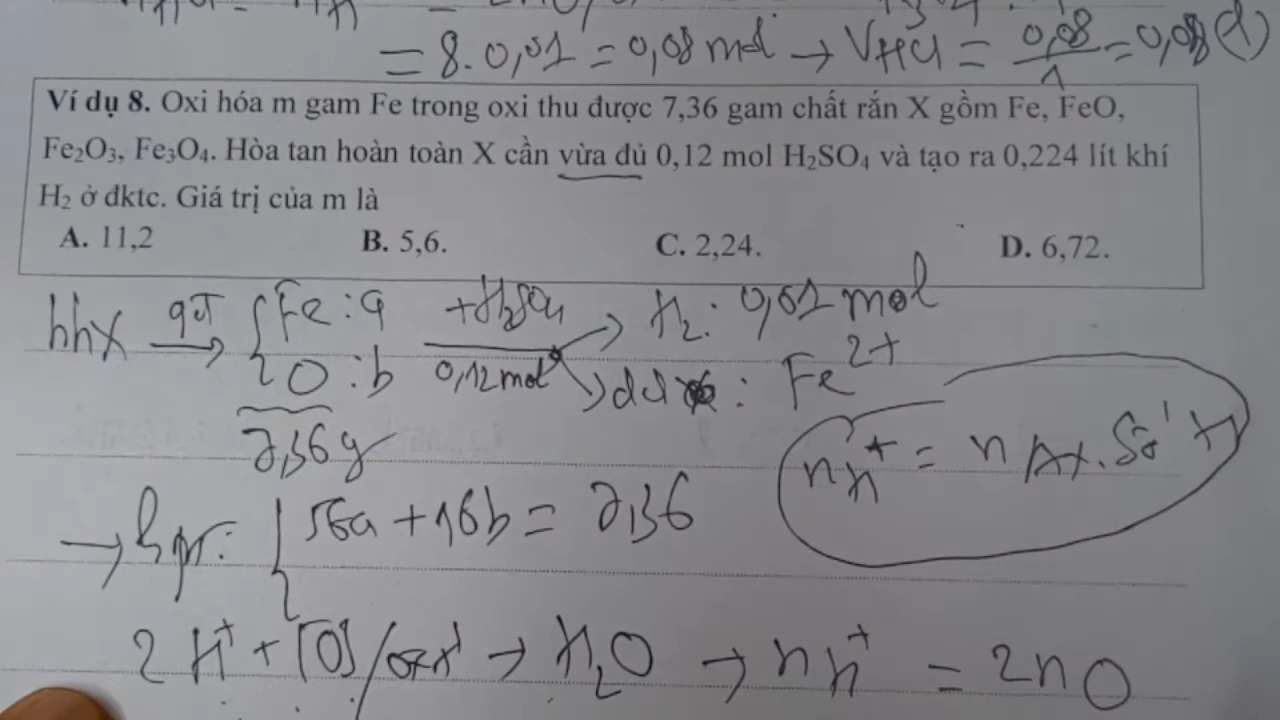 = 8. 0,01 = 0,08 mol → VHCl = 0,08/1 = 0,08 (l)
Ví dụ 8. Oxi hóa m gam Fe trong oxi thu được 7,36 gam chất rắn X gồm Fe, FeO,
Fe₂O₃, Fe₃O₄. Hòa tan hoàn toàn X cần vừa đủ 0,12 mol H₂SO₄ và tạo ra 0,224 lít khí
H₂ ở đktc. Giá trị của m là
A. 11,2 B. 5,6. C. 2,24. D. 6,72.
hhX qđ→ { Fe : a + H₂SO₄ → H₂: 0,01 mol
O : b 0,12 mol → dd : Fe²⁺
7,36g
nH⁺ = nAx. Số H
→ hpt: { 56a + 16b = 7,36
2H⁺ + [O]/oxit → H₂O → nH⁺ = 2nO